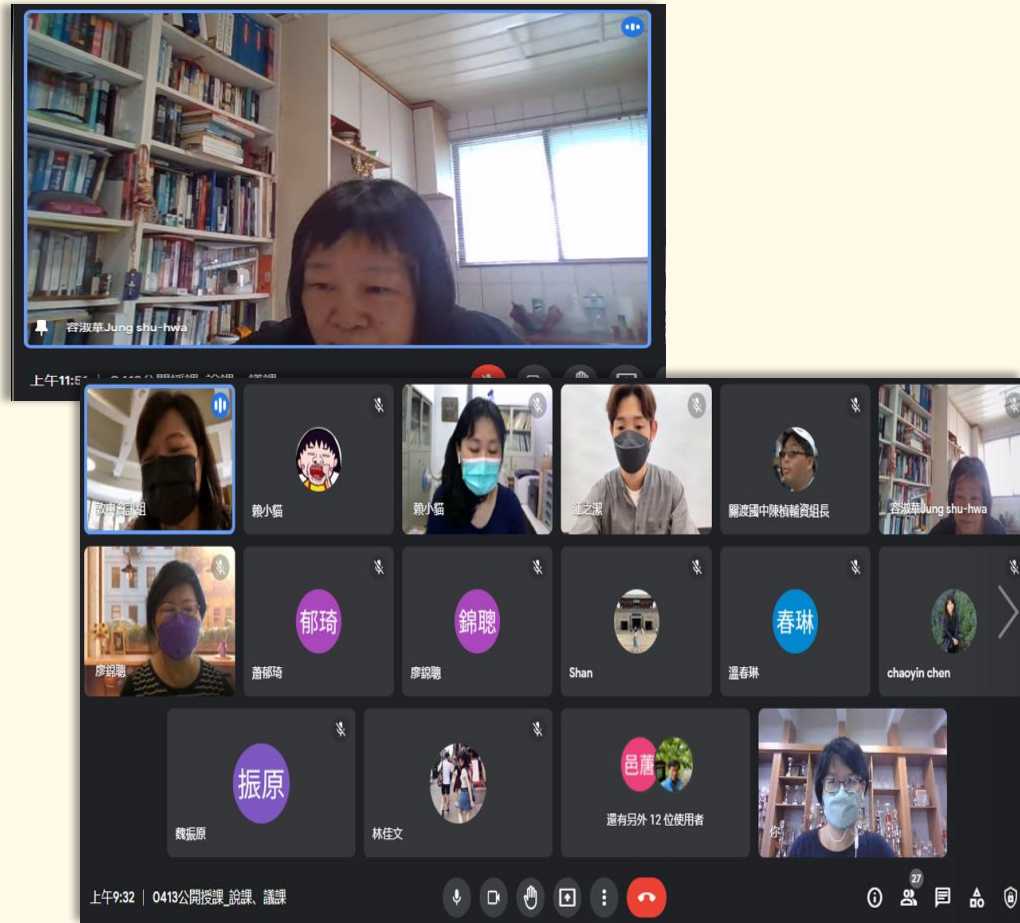 容淑華Jung shu-hwa
上午11:51
賴小貓
賴小貓
江之潔
關渡國中陳楨輔資組長
容淑華Jung shu-hwa
廖錦聰
郁琦
蕭郁琦
錦聰
廖錦聰
Shan
春琳
溫春琳
chaoyin chen
振原
魏振原
林佳文
還有另外 12 位使用者
你
上午9:32 | 0413公開授課_說課、議課
27